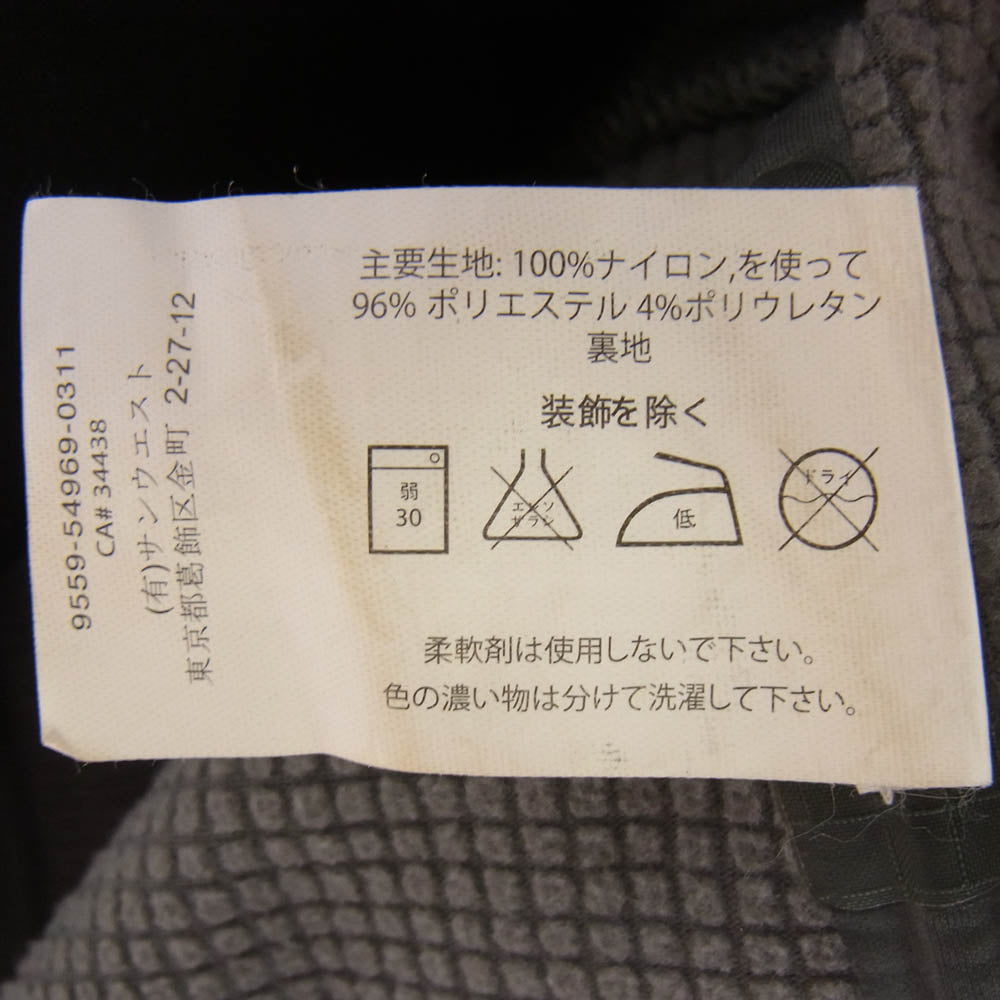 主要生地: 100%ナイロン,を使って
96% ポリエステル 4%ポリウレタン
裏地
装飾を除く
弱
30
エンソ
サラシ
低
ドライ
柔軟剤は使用しないで下さい。
色の濃い物は分けて洗濯して下さい。
9559-54969-0311
CA# 34438
(有)サンウエスト
東京都葛飾区金町 2-27-12